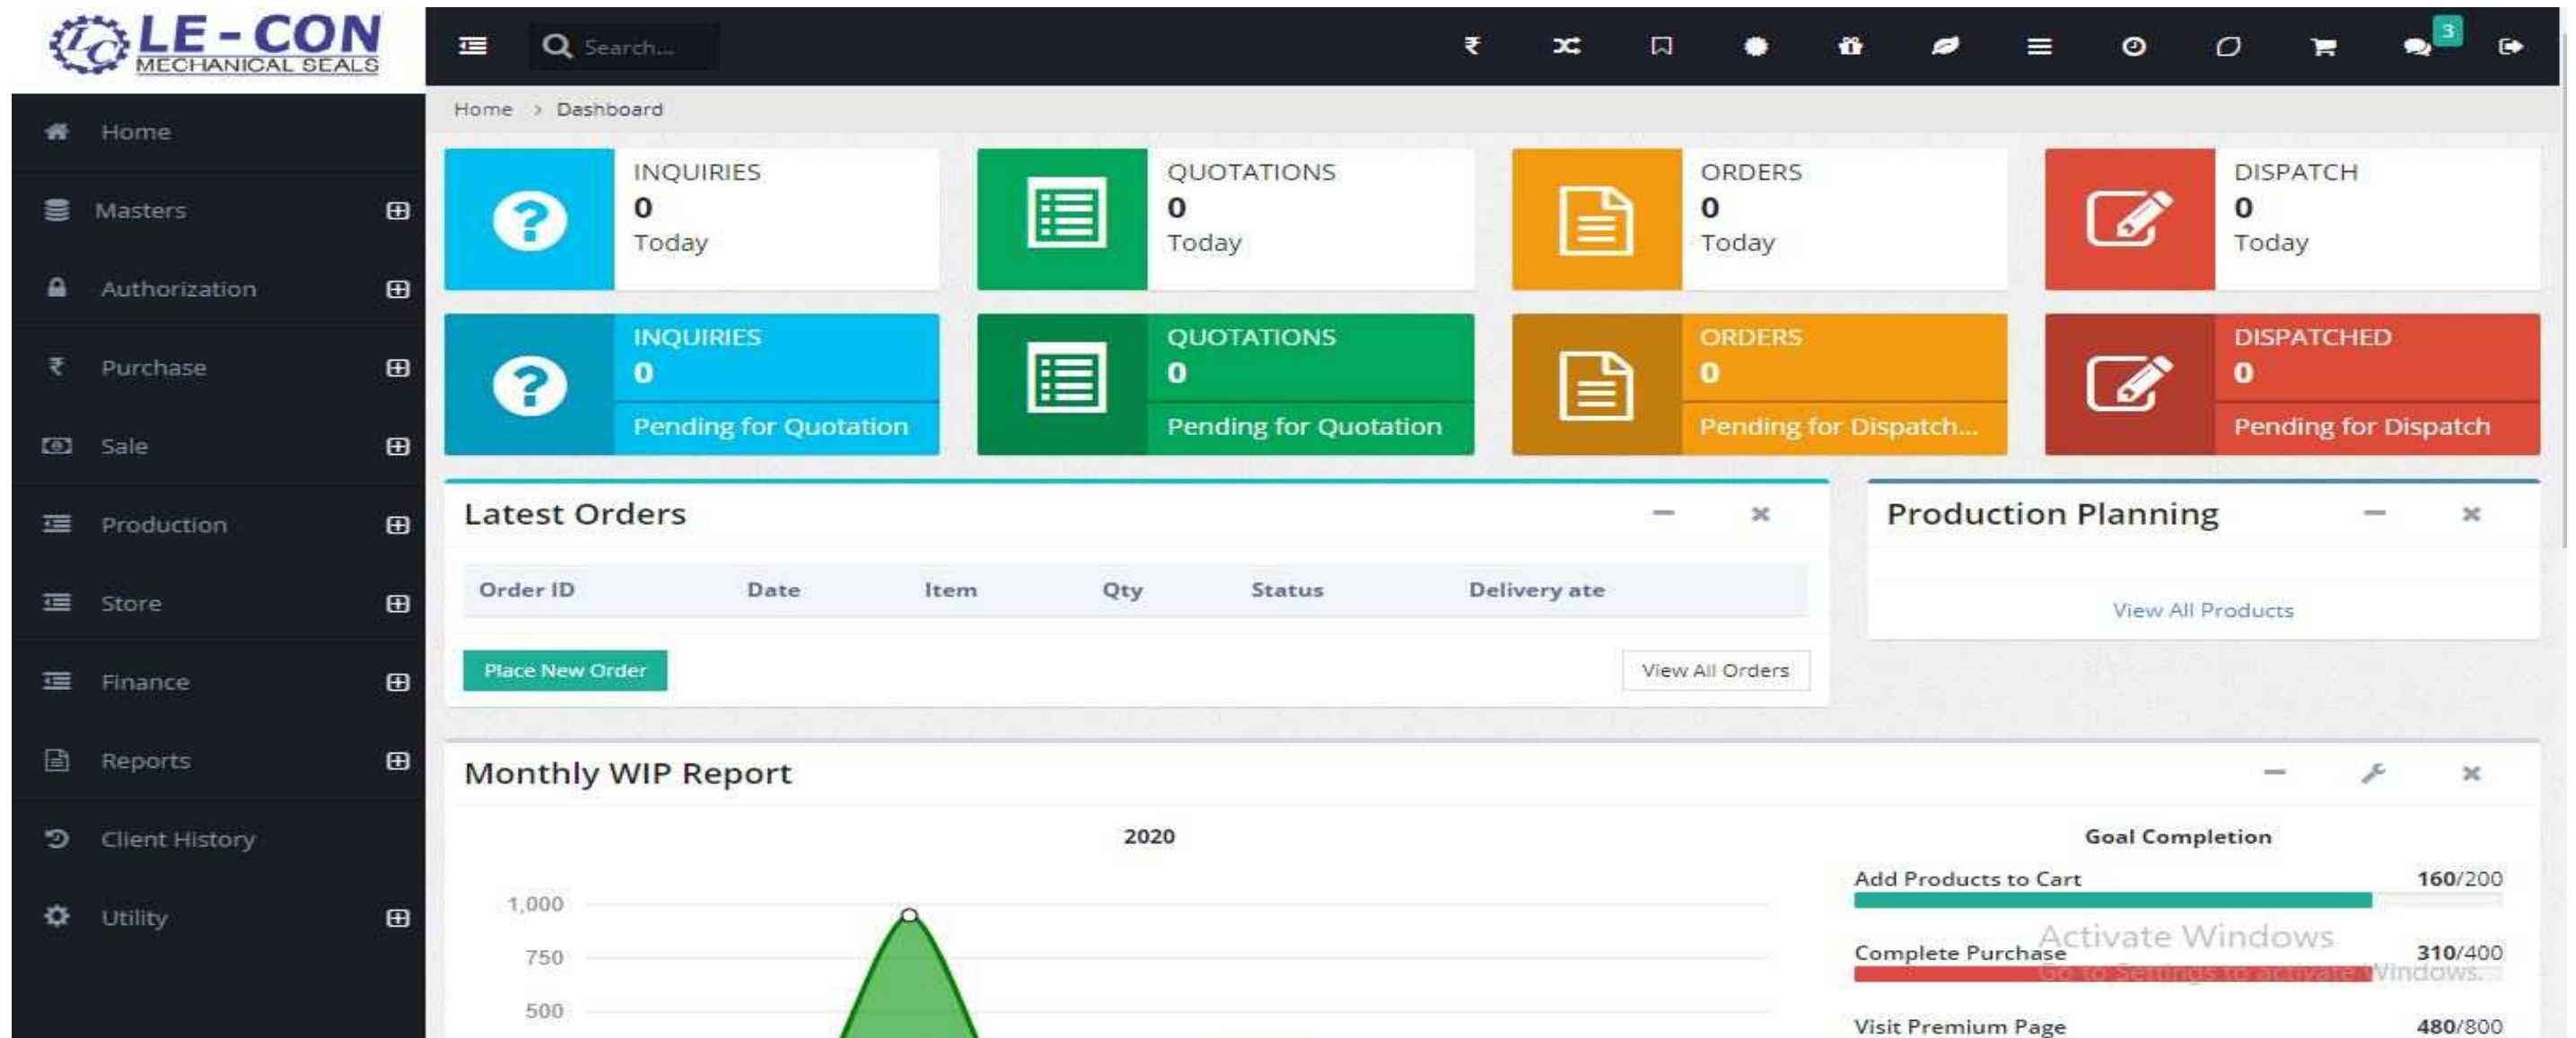 LE-CON
MECHANICAL SEALS
Search...
3
Home > Dashboard
Home
Masters
Authorization
Purchase
Sale
Production
Store
Finance
Reports
Client History
Utility
INQUIRIES
0
Today
QUOTATIONS
0
Today
ORDERS
0
Today
DISPATCH
0
Today
INQUIRIES
0
Pending for Quotation
QUOTATIONS
0
Pending for Quotation
ORDERS
0
Pending for Dispatch...
DISPATCHED
0
Pending for Dispatch
Latest Orders
Order ID Date Item Qty Status Delivery ate
Place New Order
View All Orders
Production Planning
View All Products
Monthly WIP Report
2020
1,000
750
500
Goal Completion
Add Products to Cart 160/200
Complete Purchase 310/400
Visit Premium Page 480/800
Activate Windows
Go to Settings to activate Windows.